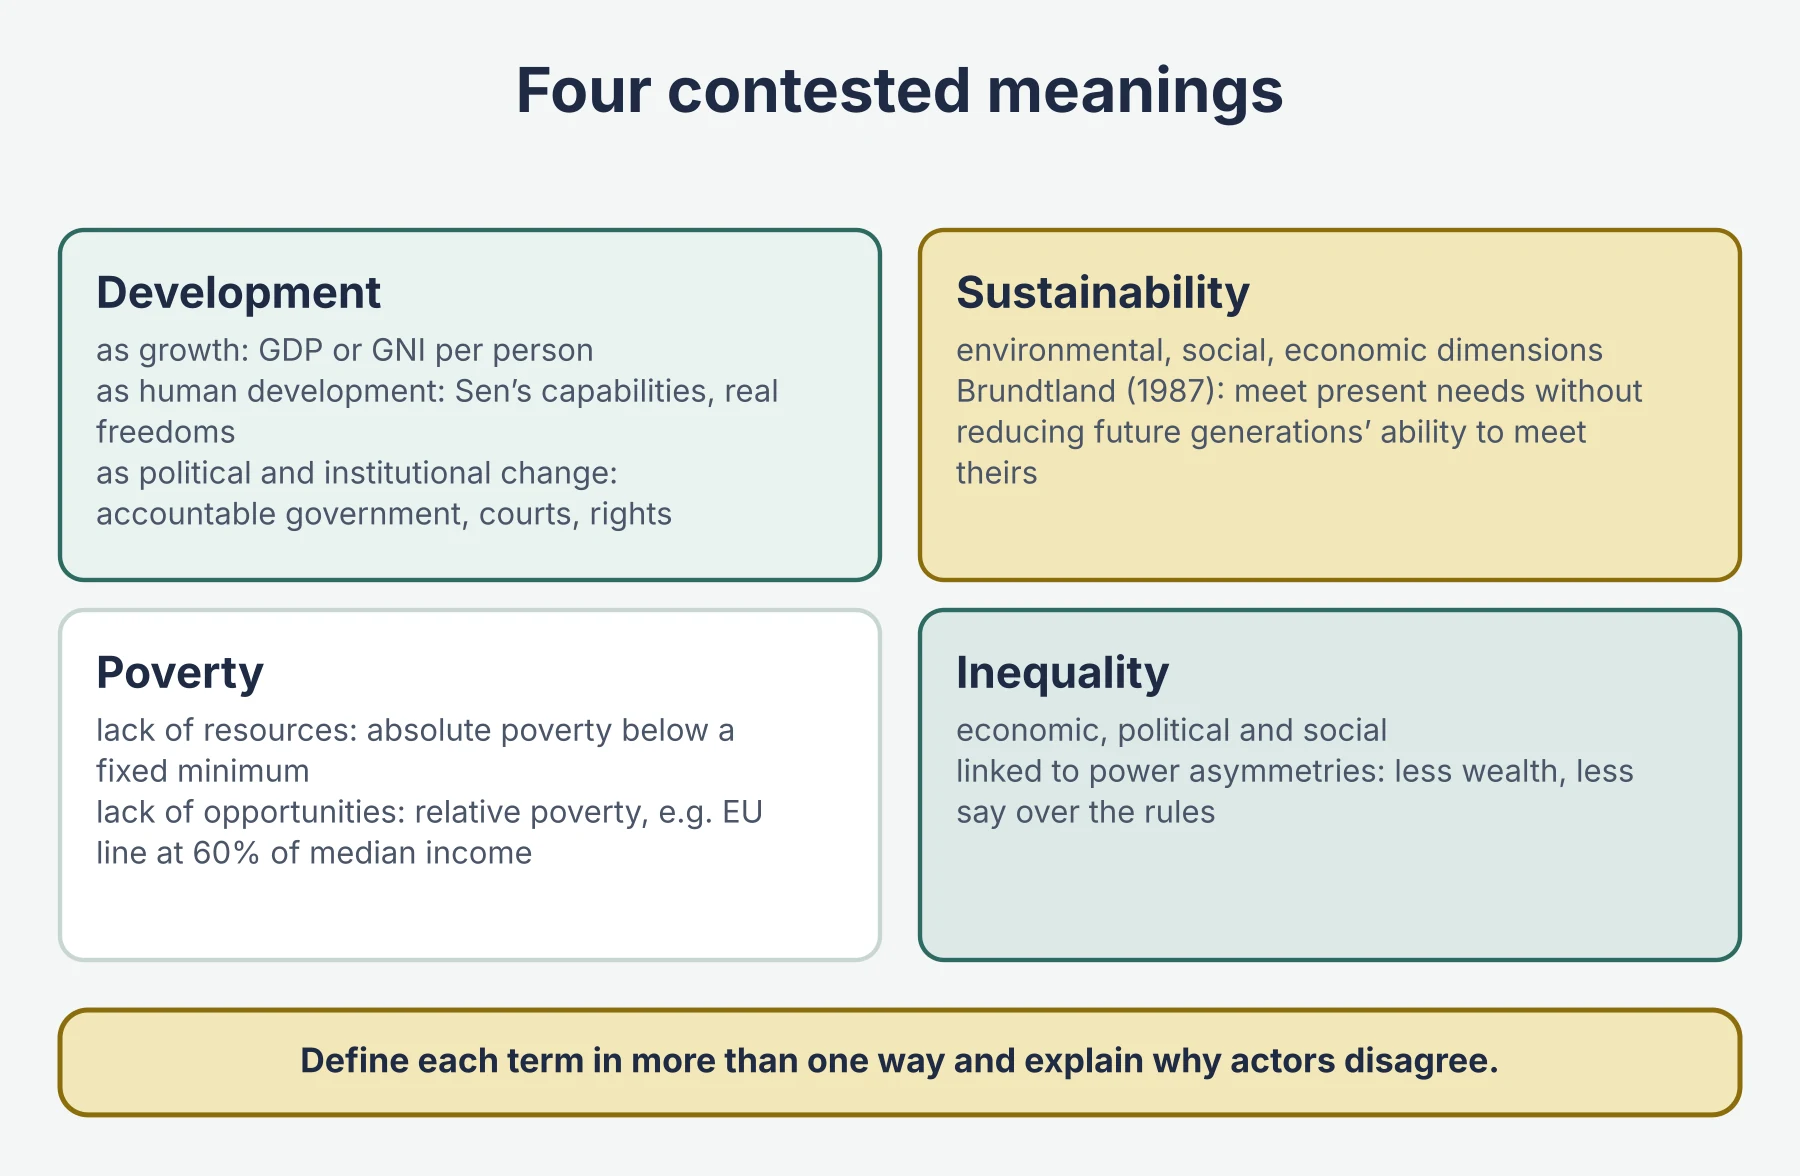 Four contested meanings
Development
as growth: GDP or GNI per person
as human development: Sen’s capabilities, real
freedoms
as political and institutional change:
accountable government, courts, rights
Sustainability
environmental, social, economic dimensions
Brundtland (1987): meet present needs without
reducing future generations’ ability to meet
theirs
Poverty
lack of resources: absolute poverty below a
fixed minimum
lack of opportunities: relative poverty, e.g. EU
line at 60% of median income
Inequality
economic, political and social
linked to power asymmetries: less wealth, less
say over the rules
Define each term in more than one way and explain why actors disagree.